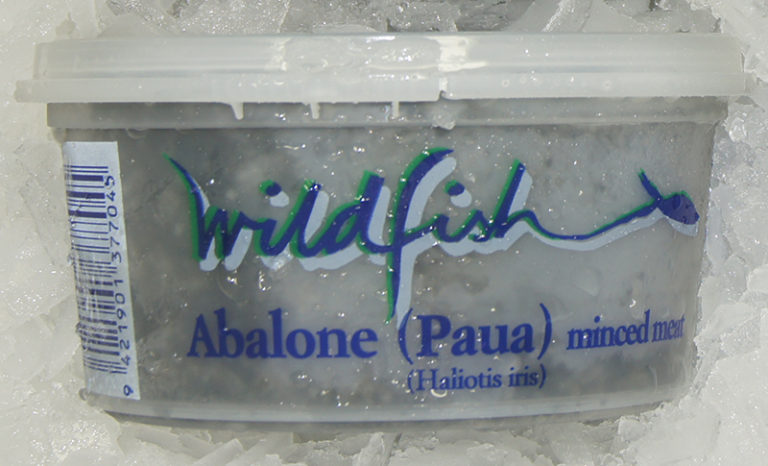 wildfish
Abalone (Paua) minced meat
(Haliotis iris)
9 421901 377045